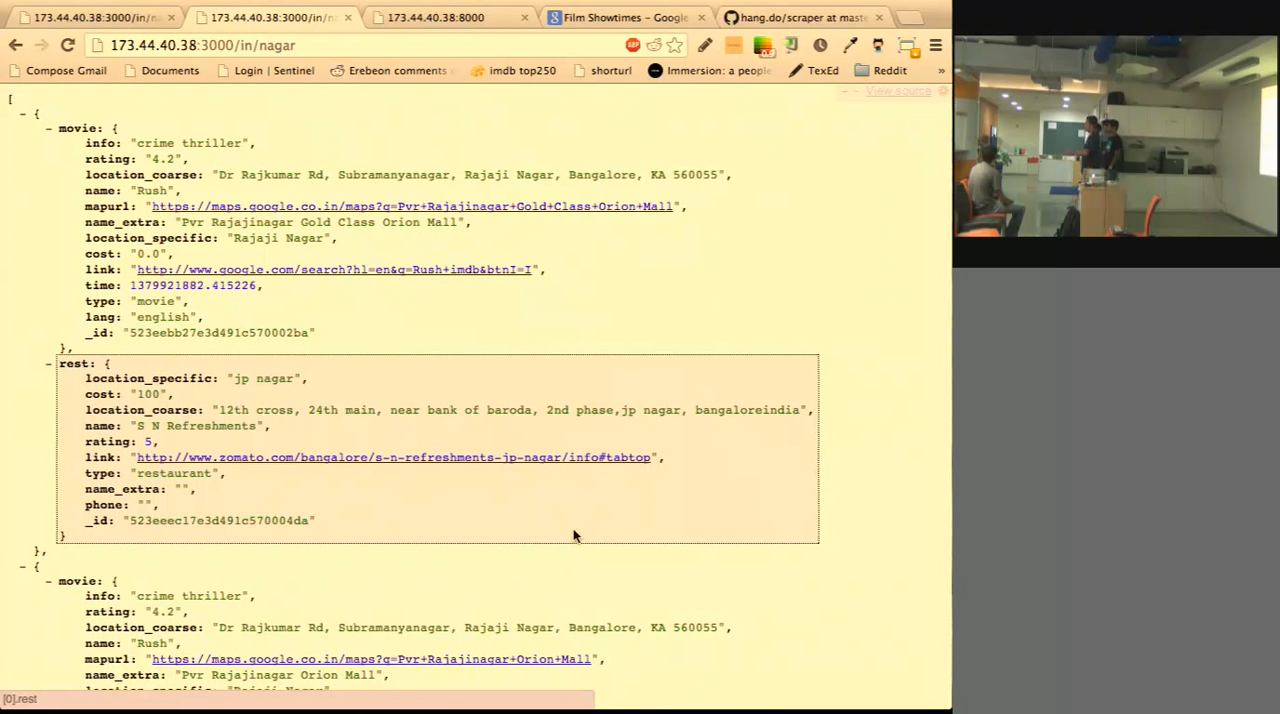 173.44.40.38:3000/in/na
173.44.40.38:3000/in/n
173.44.40.38:8000
Film Showtimes - Google
hang.do/scraper at maste
173.44.40.38:3000/in/nagar
Compose Gmail
Documents
Login | Sentinel
Erebeon comments
imdb top250
shorturl
Immersion: a people
TexEd
Reddit
»
- - View source
[
- {
- movie: {
info: "crime thriller",
rating: "4.2",
location_coarse: "Dr Rajkumar Rd, Subramanyanagar, Rajaji Nagar, Bangalore, KA 560055",
name: "Rush",
mapurl: "https://maps.google.co.in/maps?q=Pvr+Rajajinagar+Gold+Class+Orion+Mall",
name_extra: "Pvr Rajajinagar Gold Class Orion Mall",
location_specific: "Rajaji Nagar",
cost: "0.0",
link: "http://www.google.com/search?hl=en&q=Rush+imdb&btnI=I",
time: 1379921882.415226,
type: "movie",
lang: "english",
_id: "523eebb27e3d491c570002ba"
},
- rest: {
location_specific: "jp nagar",
cost: "100",
location_coarse: "12th cross, 24th main, near bank of baroda, 2nd phase,jp nagar, bangaloreindia",
name: "S N Refreshments",
rating: 5,
link: "http://www.zomato.com/bangalore/s-n-refreshments-jp-nagar/info#tabtop",
type: "restaurant",
name_extra: "",
phone: "",
_id: "523eeec17e3d491c570004da"
}
},
- {
- movie: {
info: "crime thriller",
rating: "4.2",
location_coarse: "Dr Rajkumar Rd, Subramanyanagar, Rajaji Nagar, Bangalore, KA 560055",
name: "Rush",
mapurl: "https://maps.google.co.in/maps?q=Pvr+Rajajinagar+Orion+Mall",
name_extra: "Pvr Rajajinagar Orion Mall",
[0].rest